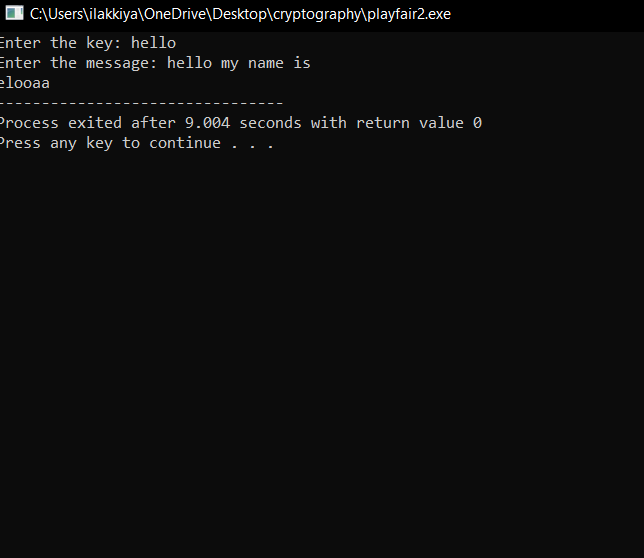 C:\Users\ilakkiya\OneDrive\Desktop\cryptography\playfair2.exe
Enter the key: hello
Enter the message: hello my name is
elooaa
--------------------------------
Process exited after 9.004 seconds with return value 0
Press any key to continue . . .